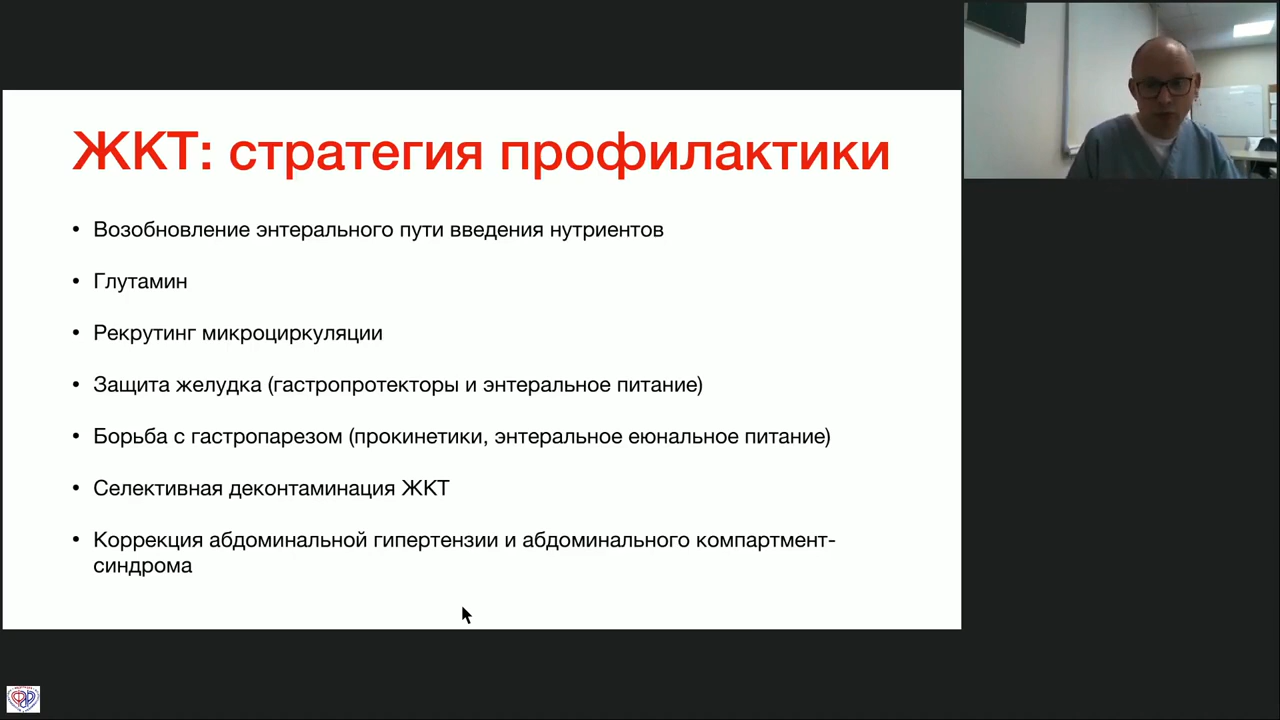 ЖКТ: стратегия профилактики
• Возобновление энтерального пути введения нутриентов
• Глутамин
• Рекрутинг микроциркуляции
• Защита желудка (гастропротекторы и энтеральное питание)
• Борьба с гастропарезом (прокинетики, энтеральное еюнальное питание)
• Селективная деконтаминация ЖКТ
• Коррекция абдоминальной гипертензии и абдоминального компартмент-
синдрома